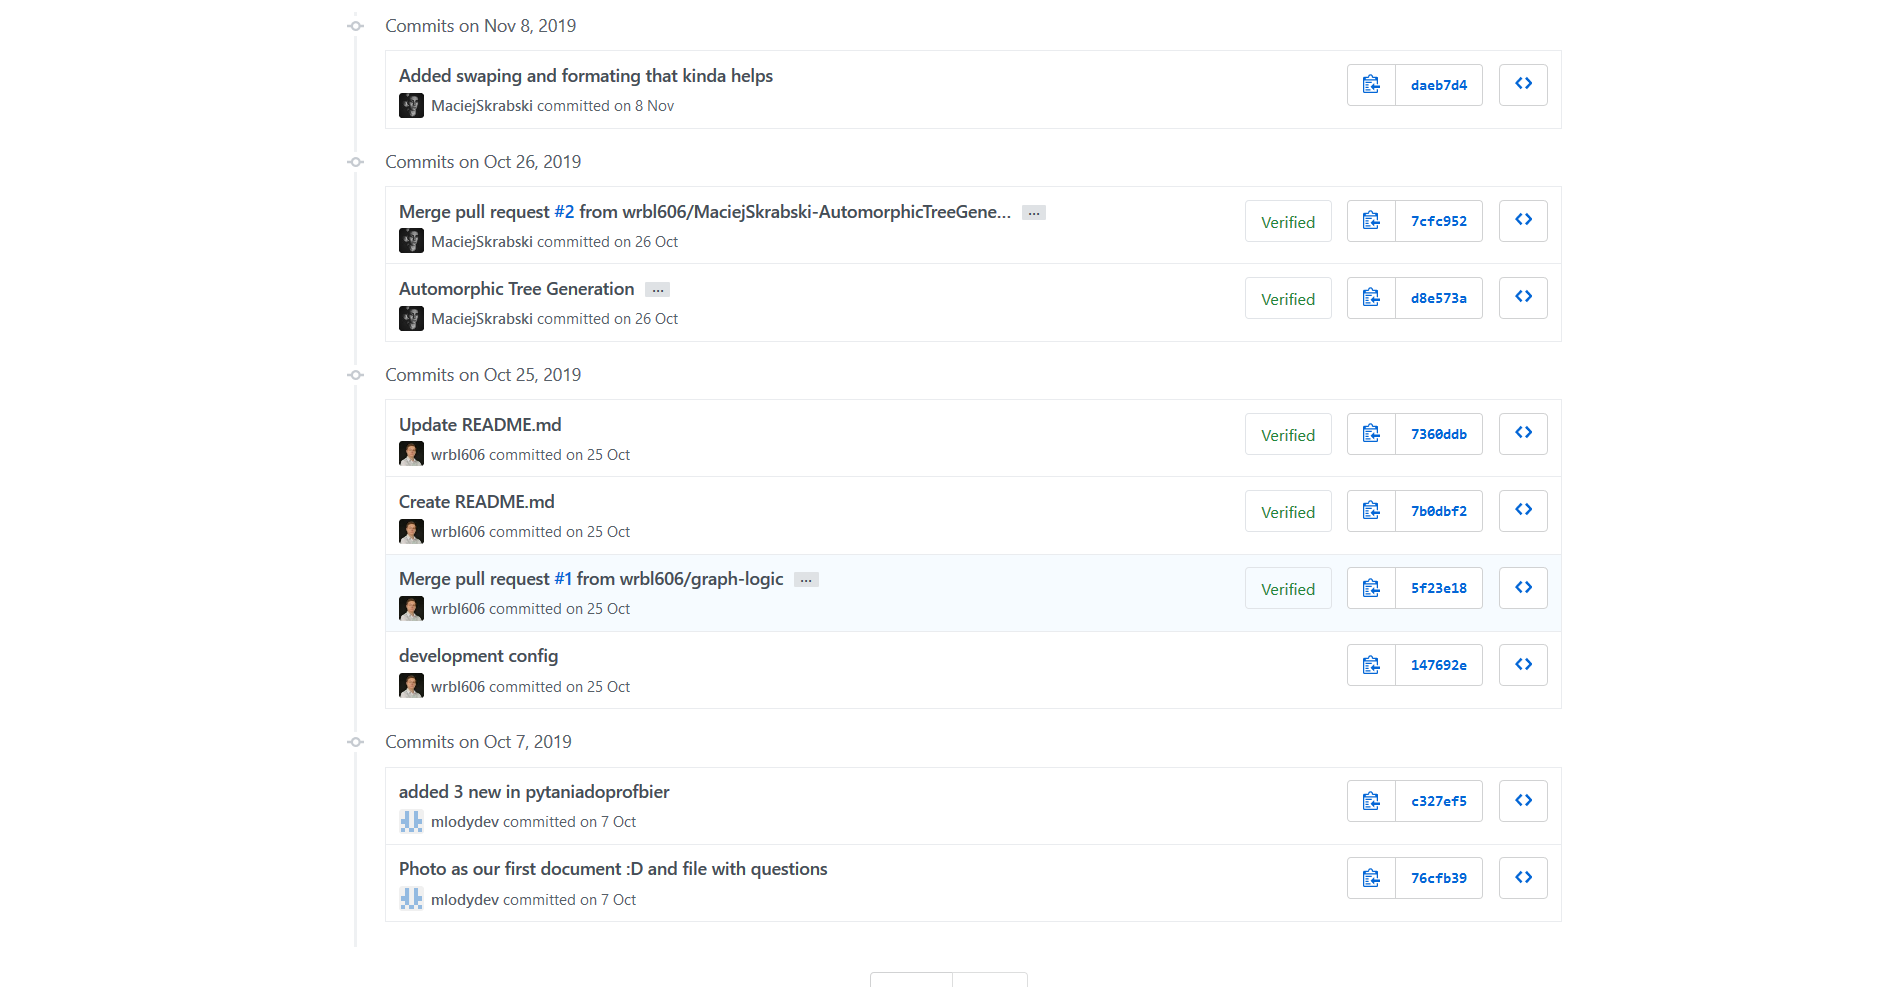 Commits on Nov 8, 2019
Added swaping and formating that kinda helps
daeb7d4
MaciejSkrabski committed on 8 Nov
Commits on Oct 26, 2019
Merge pull request #2 from wrbl606/MaciejSkrabski-AutomorphicTreeGene... …
Verified
7cfc952
MaciejSkrabski committed on 26 Oct
Automorphic Tree Generation …
Verified
d8e573a
MaciejSkrabski committed on 26 Oct
Commits on Oct 25, 2019
Update README.md
Verified
7360ddb
wrbl606 committed on 25 Oct
Create README.md
Verified
7b0dbf2
wrbl606 committed on 25 Oct
Merge pull request #1 from wrbl606/graph-logic …
Verified
5f23e18
wrbl606 committed on 25 Oct
development config
147692e
wrbl606 committed on 25 Oct
Commits on Oct 7, 2019
added 3 new in pytaniadoprofbier
c327ef5
mlodydev committed on 7 Oct
Photo as our first document :D and file with questions
76cfb39
mlodydev committed on 7 Oct